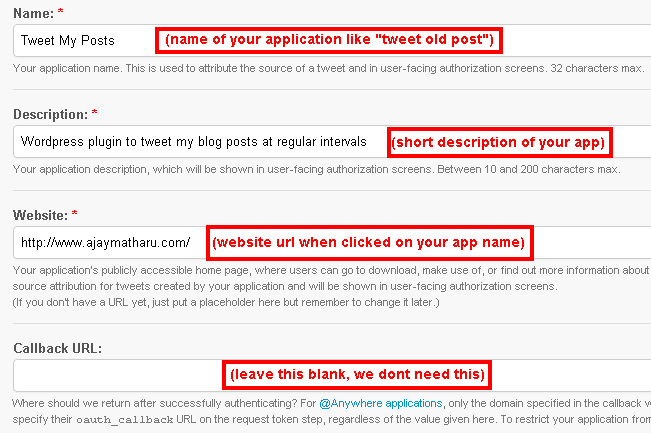 Name: *
Tweet My Posts (name of your application like "tweet old post")
Your application name. This is used to attribute the source of a tweet and in user-facing authorization screens. 32 characters max.
Description: *
Wordpress plugin to tweet my blog posts at regular intervals (short description of your app)
Your application description, which will be shown in user-facing authorization screens. Between 10 and 200 characters max.
Website: *
http://www.ajaymatharu.com/ (website url when clicked on your app name)
Your application's publicly accessible home page, where users can go to download, make use of, or find out more information about
source attribution for tweets created by your application and will be shown in user-facing authorization screens.
(If you don't have a URL yet, just put a placeholder here but remember to change it later.)
Callback URL:
(leave this blank, we dont need this)
Where should we return after successfully authenticating? For @Anywhere applications, only the domain specified in the callback
specify their oauth_callback URL on the request token step, regardless of the value given here. To restrict your application from